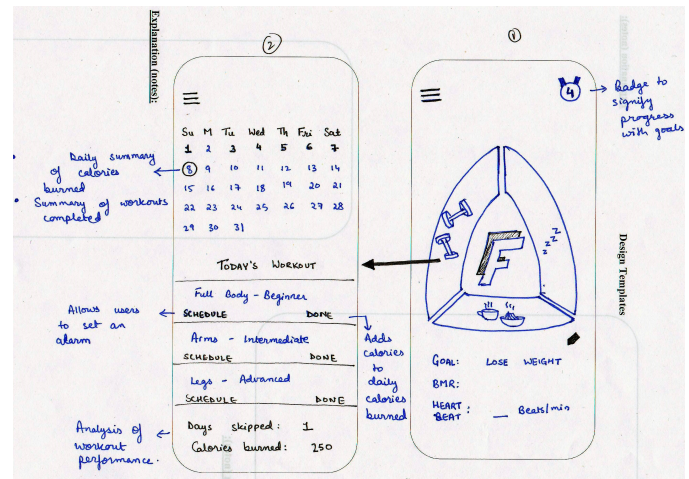 Explanation (notes):
②
①
4
Badge to
signify
progress
with goals
Su M Tu Wed Th Fri Sat
1 2 3 4 5 6 7
8 9 10 11 12 13 14
15 16 17 18 19 20 21
22 23 24 25 26 27 28
29 30 31
• Daily summary
of calories
burned
• Summary of workouts
completed
TODAY'S WORKOUT
Full Body - Beginner
SCHEDULE DONE
Arms - Intermediate
SCHEDULE DONE
Legs - Advanced
SCHEDULE DONE
Days skipped: 1
Calories burned: 250
Allows users
to set an
alarm
Adds
calories
to
daily
calories
burned
Analysis of
workout
performance.
F
z z z
Design Templates
GOAL: LOSE WEIGHT
BMR:
HEART
BEAT : __ Beats/min